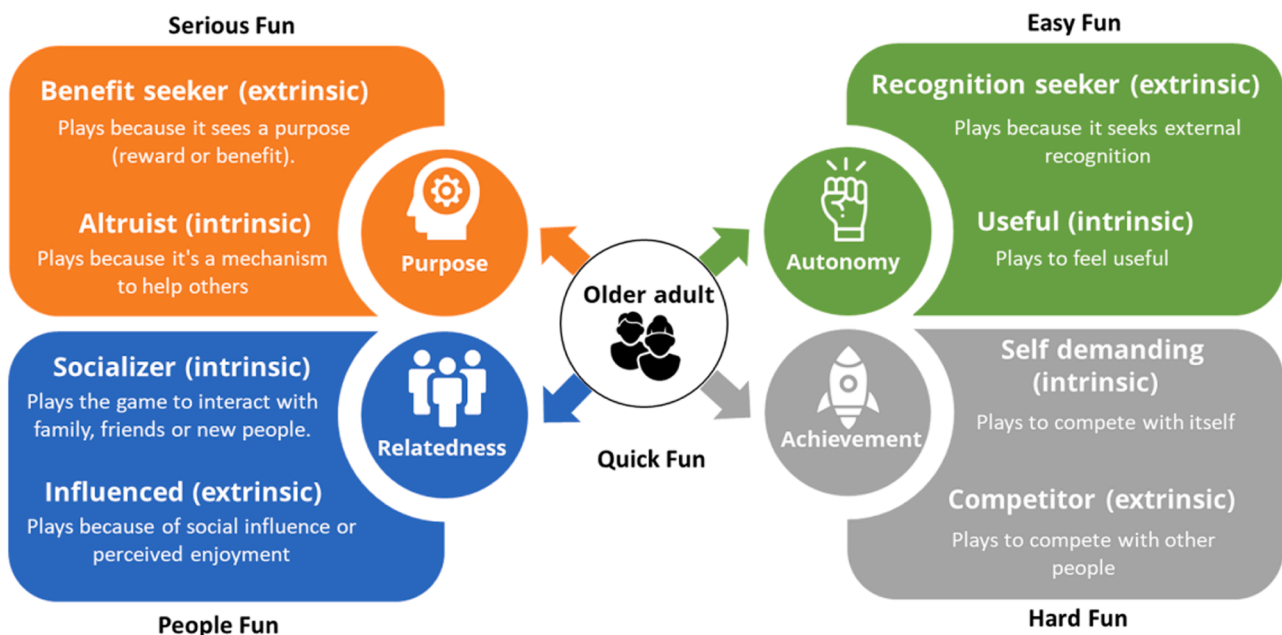 Serious Fun
Benefit seeker (extrinsic)
Plays because it sees a purpose
(reward or benefit).
Altruist (intrinsic)
Plays because it's a mechanism
to help others
Purpose
Easy Fun
Recognition seeker (extrinsic)
Plays because it seeks external
recognition
Useful (intrinsic)
Plays to feel useful
Autonomy
Older adult
Socializer (intrinsic)
Plays the game to interact with
family, friends or new people.
Influenced (extrinsic)
Plays because of social influence or
perceived enjoyment
Relatedness
People Fun
Quick Fun
Self demanding
(intrinsic)
Plays to compete with itself
Competitor (extrinsic)
Plays to compete with other
people
Achievement
Hard Fun